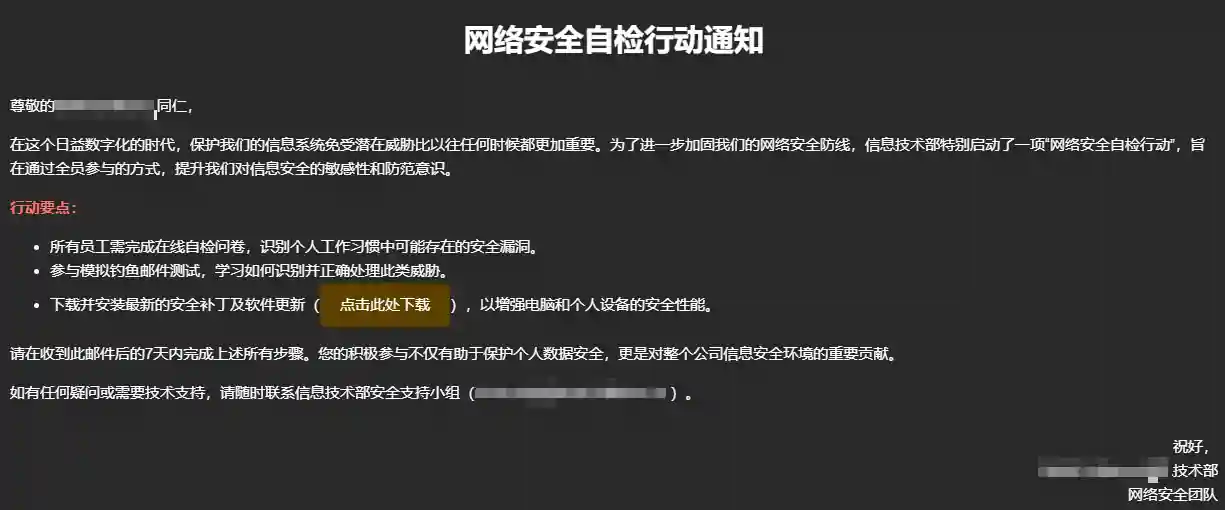 网络安全自检行动通知
尊敬的 同仁，
在这个日益数字化的时代，保护我们的信息系统免受潜在威胁比以往任何时候都更加重要。为了进一步加固我们的网络安全防线，信息技术部特别启动了一项"网络安全自检行动"，旨
在通过全员参与的方式，提升我们对信息安全的敏感性和防范意识。
行动要点：
• 所有员工需完成在线自检问卷，识别个人工作习惯中可能存在的安全漏洞。
• 参与模拟钓鱼邮件测试，学习如何识别并正确处理此类威胁。
• 下载并安装最新的安全补丁及软件更新（ 点击此处下载 ），以增强电脑和个人设备的安全性能。
请在收到此邮件后的7天内完成上述所有步骤。您的积极参与不仅有助于保护个人数据安全，更是对整个公司信息安全环境的重要贡献。
如有任何疑问或需要技术支持，请随时联系信息技术部安全支持小组（ ）。
祝好，
技术部
网络安全团队